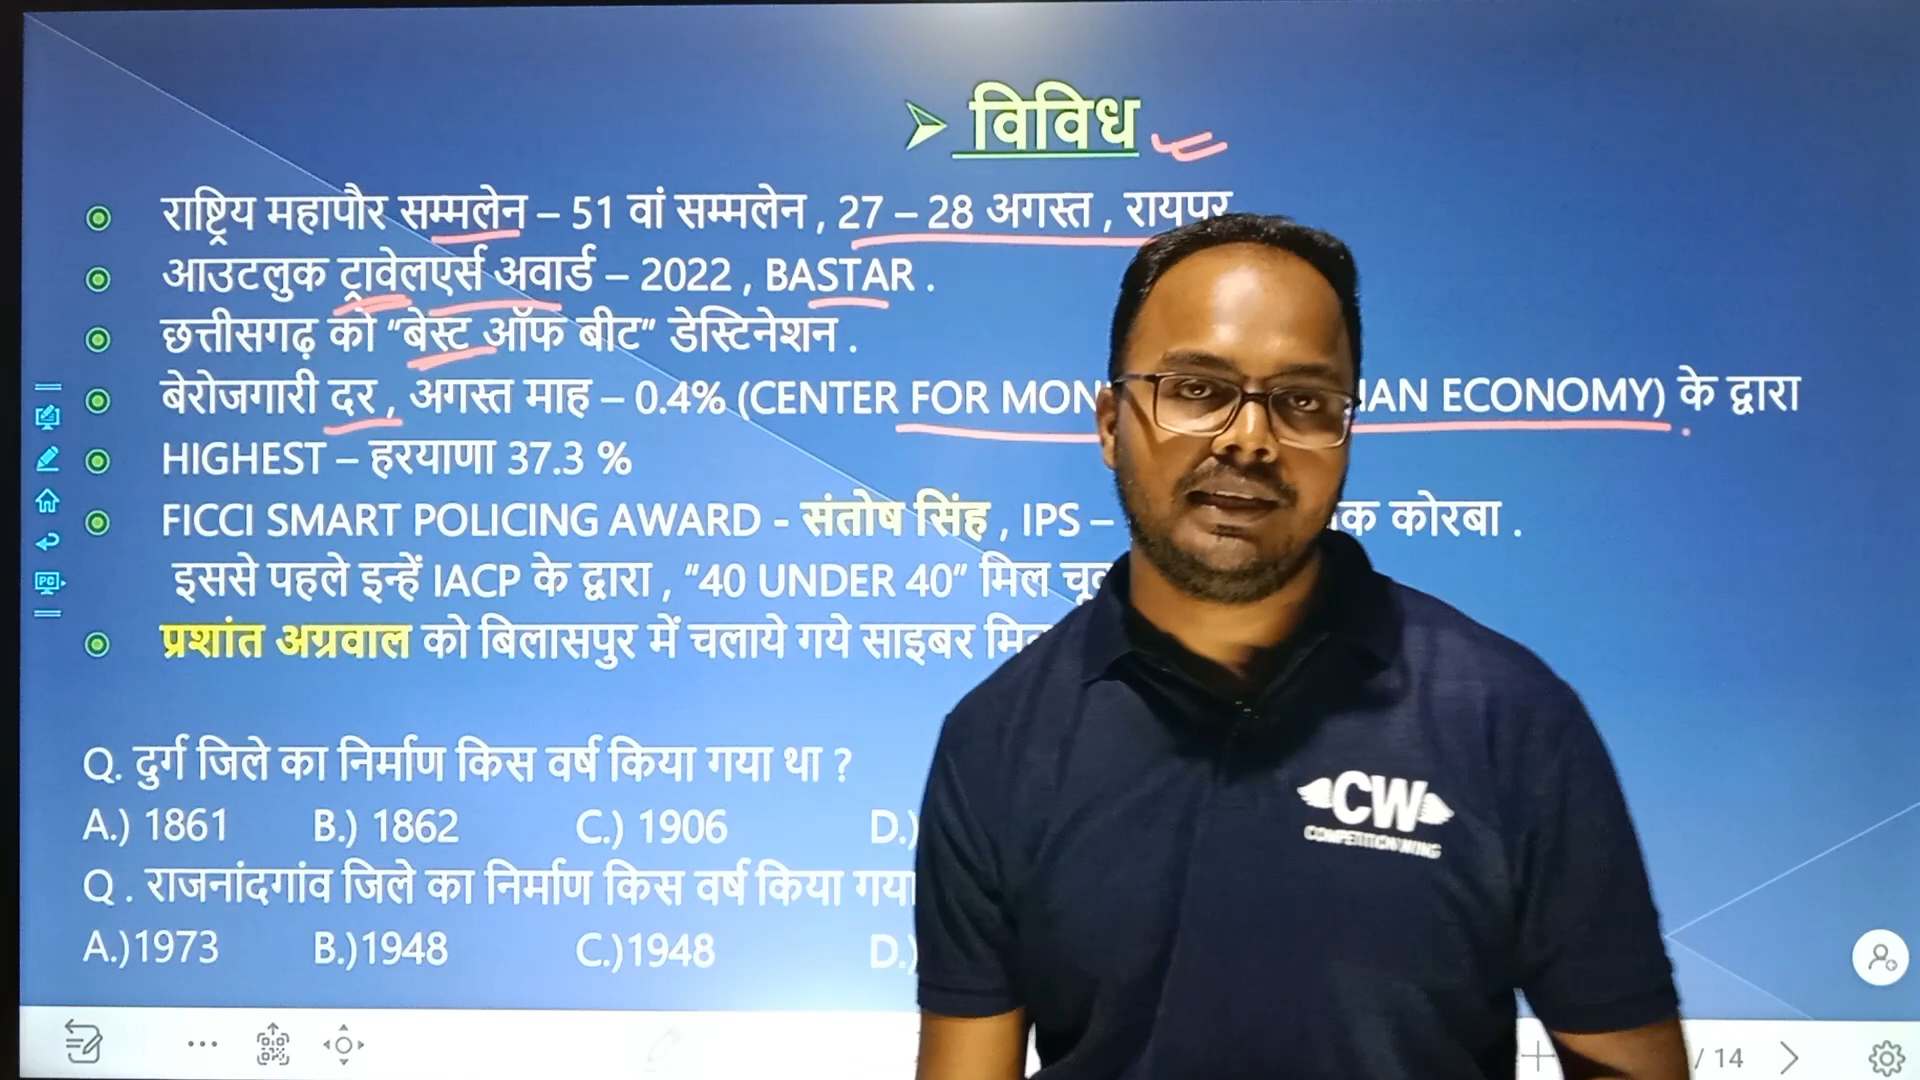 ➢ विविध
राष्ट्रिय महापौर सम्मलेन – 51 वां सम्मलेन , 27 – 28 अगस्त , रायपुर
आउटलुक ट्रावेलएर्स अवार्ड – 2022 , BASTAR .
छत्तीसगढ़ को “बेस्ट ऑफ बीट” डेस्टिनेशन .
बेरोजगारी दर , अगस्त माह – 0.4% (CENTER FOR ECONOMY) के द्वारा
HIGHEST – हरयाणा 37.3 %
FICCI SMART POLICING AWARD - संतोष सिंह , IPS – कोरबा .
इससे पहले इन्हें IACP के द्वारा , “40 UNDER 40” मिल
प्रशांत अग्रवाल को बिलासपुर में चलाये गये साइबर
Q. दुर्ग जिले का निर्माण किस वर्ष किया गया था ?
A.) 1861 B.) 1862 C.) 1906 D.)
Q . राजनांदगांव जिले का निर्माण किस वर्ष किया गया
A.)1973 B.)1948 C.)1948 D.)
CW
COMPETITION WING
/ 14